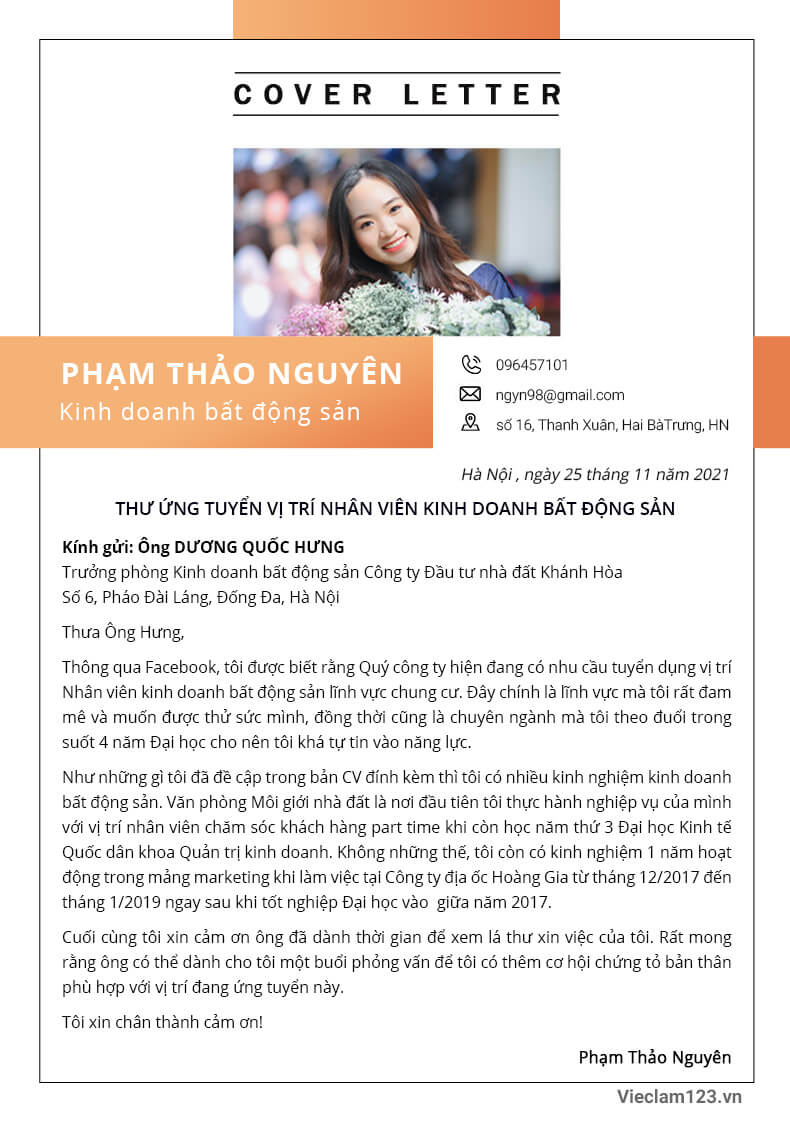 COVER LETTER
PHẠM THẢO NGUYÊN
Kinh doanh bất động sản
096457101
ngyn98@gmail.com
số 16, Thanh Xuân, Hai BàTrưng, HN
Hà Nội , ngày 25 tháng 11 năm 2021
THƯ ỨNG TUYỂN VỊ TRÍ NHÂN VIÊN KINH DOANH BẤT ĐỘNG SẢN
Kính gửi: Ông DƯƠNG QUỐC HƯNG
Trưởng phòng Kinh doanh bất động sản Công ty Đầu tư nhà đất Khánh Hòa
Số 6, Pháo Đài Láng, Đống Đa, Hà Nội
Thưa Ông Hưng,
Thông qua Facebook, tôi được biết rằng Quý công ty hiện đang có nhu cầu tuyển dụng vị trí
Nhân viên kinh doanh bất động sản lĩnh vực chung cư. Đây chính là lĩnh vực mà tôi rất đam
mê và muốn được thử sức mình, đồng thời cũng là chuyên ngành mà tôi theo đuổi trong
suốt 4 năm Đại học cho nên tôi khá tự tin vào năng lực.
Như những gì tôi đã đề cập trong bản CV đính kèm thì tôi có nhiều kinh nghiệm kinh doanh
bất động sản. Văn phòng Môi giới nhà đất là nơi đầu tiên tôi thực hành nghiệp vụ của mình
với vị trí nhân viên chăm sóc khách hàng part time khi còn học năm thứ 3 Đại học Kinh tế
Quốc dân khoa Quản trị kinh doanh. Không những thế, tôi còn có kinh nghiệm 1 năm hoạt
động trong mảng marketing khi làm việc tại Công ty địa ốc Hoàng Gia từ tháng 12/2017 đến
tháng 1/2019 ngay sau khi tốt nghiệp Đại học vào  giữa năm 2017.
Cuối cùng tôi xin cảm ơn ông đã dành thời gian để xem lá thư xin việc của tôi. Rất mong
rằng ông có thể dành cho tôi một buổi phỏng vấn để tôi có thêm cơ hội chứng tỏ bản thân
phù hợp với vị trí đang ứng tuyển này.
Tôi xin chân thành cảm ơn!
Phạm Thảo Nguyên
Vieclam123.vn